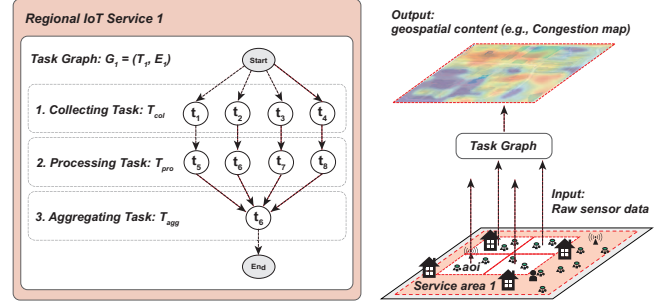 Regional IoT Service 1
Task Graph: G1 = (T1, E1)
Start
1. Collecting Task: Tcol
t1
t2
t3
t4
2. Processing Task: Tpro
t5
t6
t7
t8
3. Aggregating Task: Tagg
t6
End
Output:
geospatial content (e.g., Congestion map)
Task Graph
Input:
Raw sensor data
aoi
Service area 1